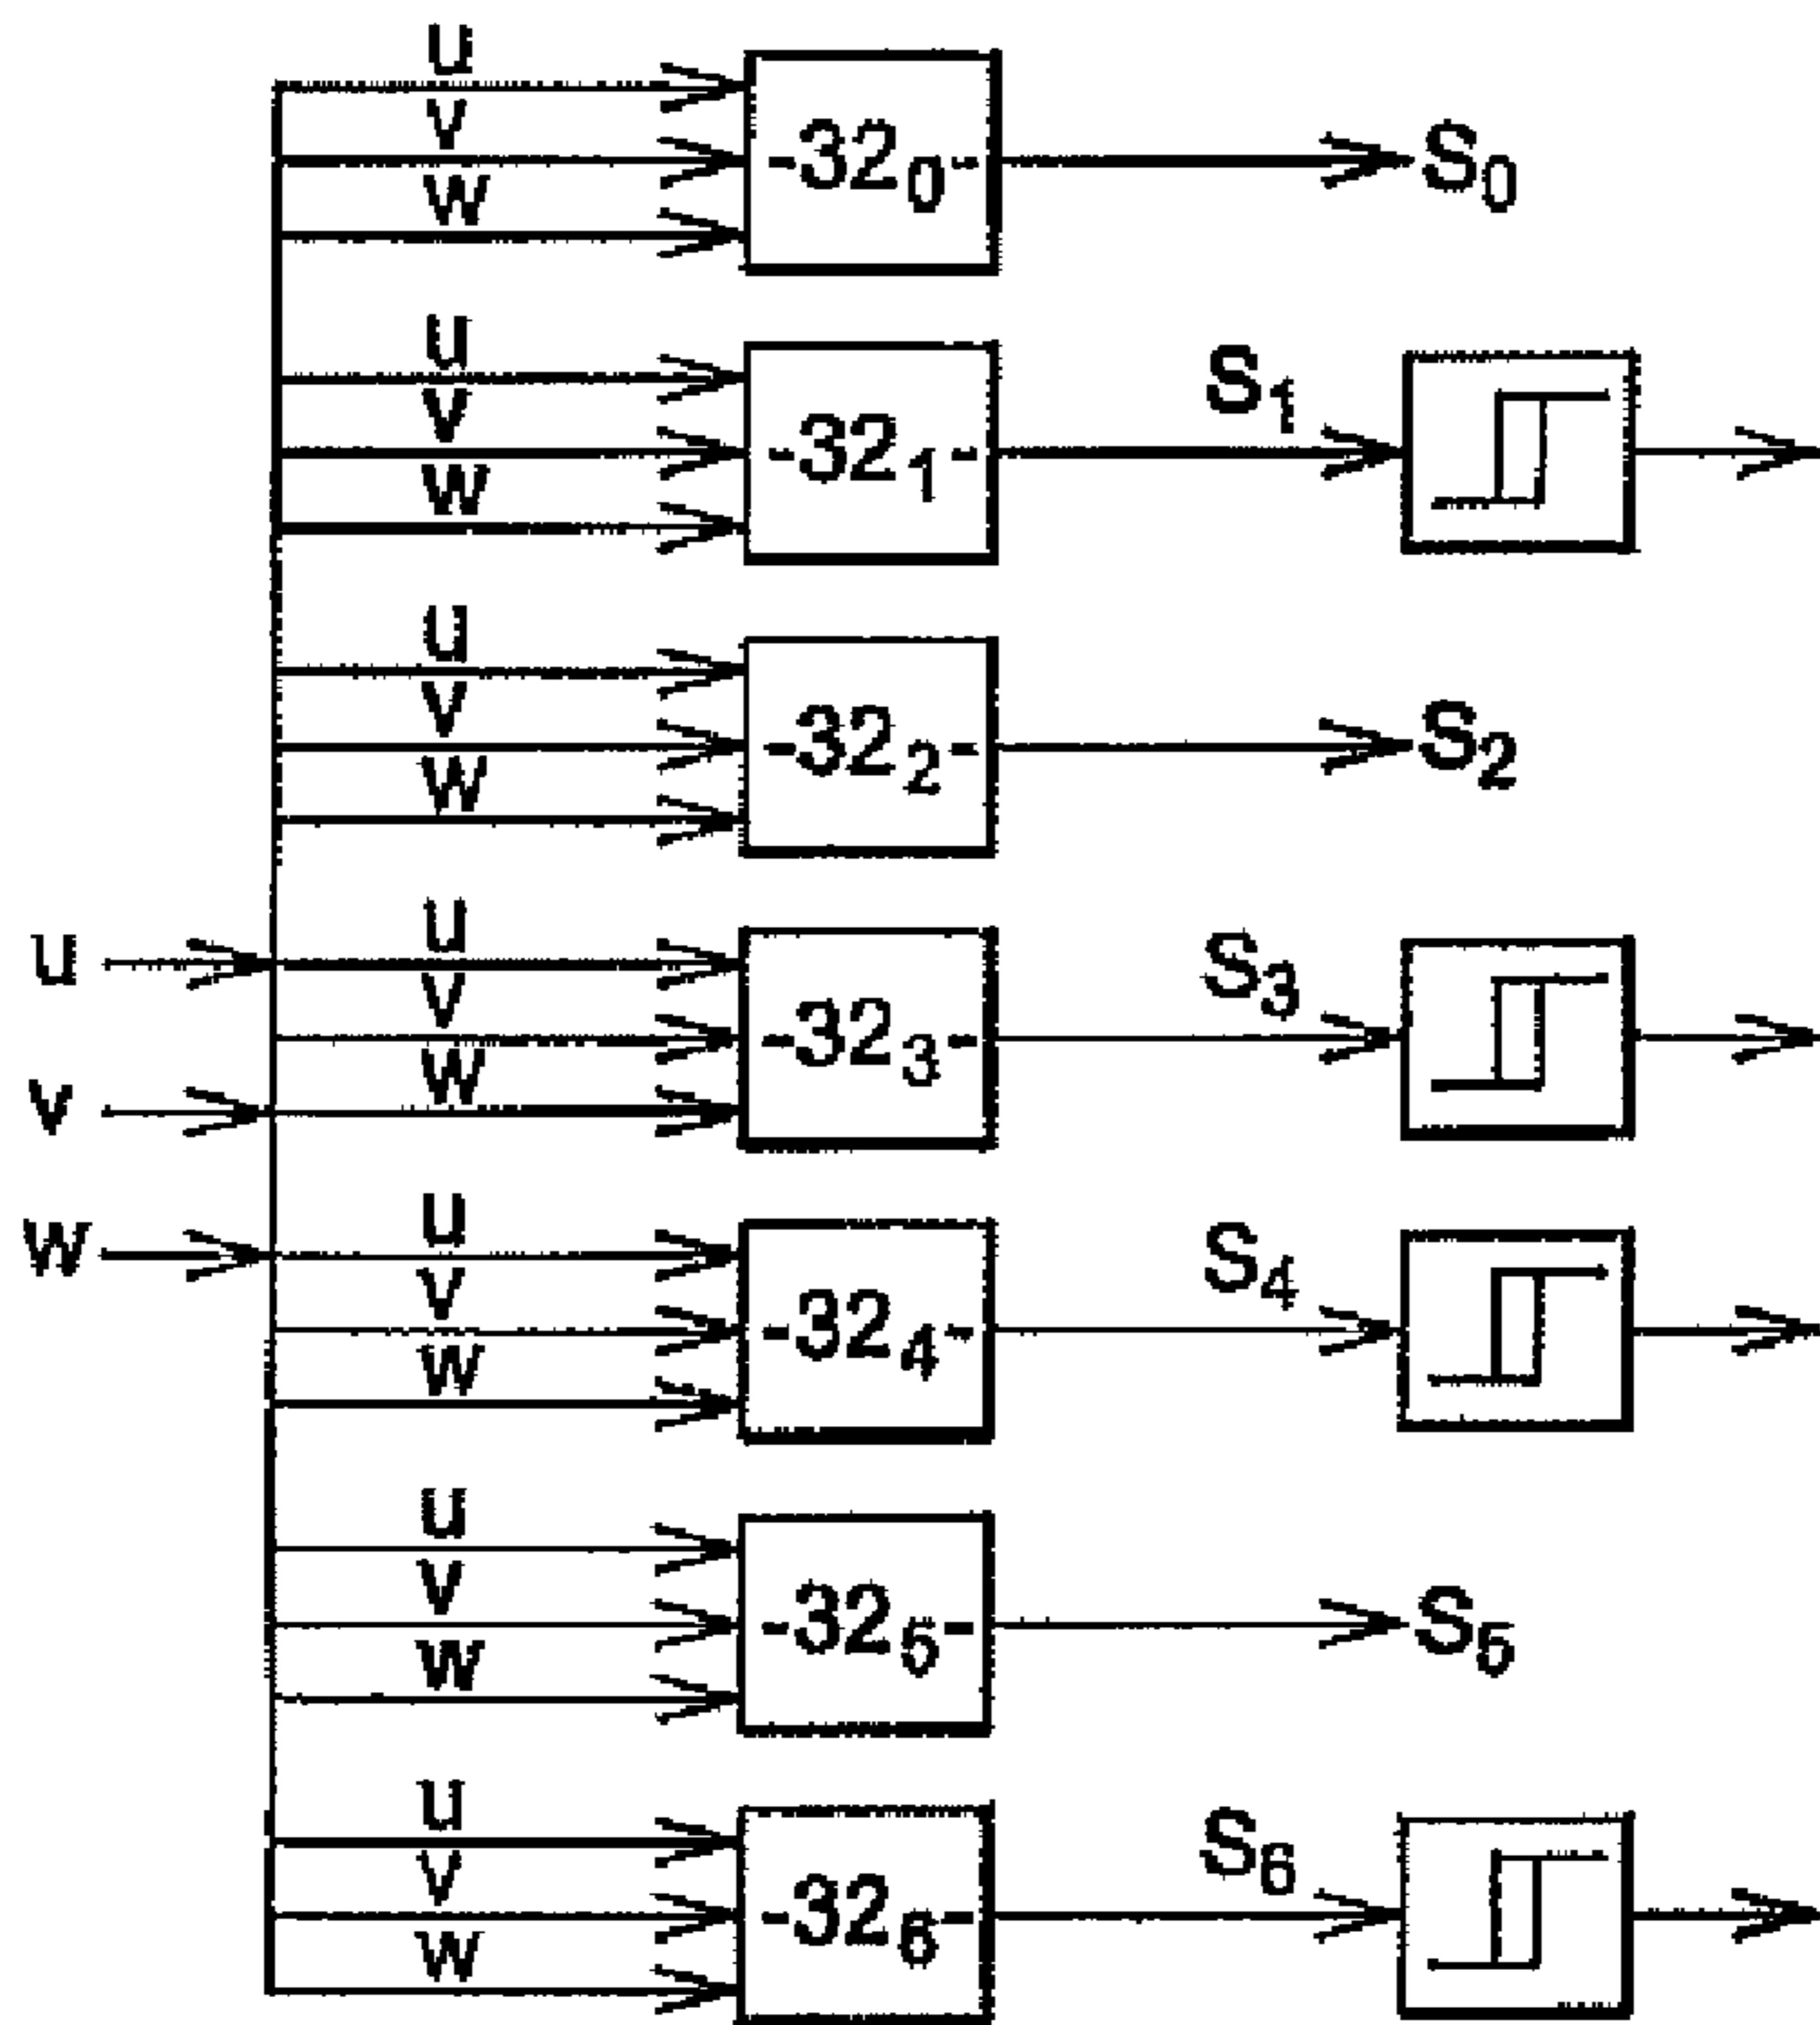 U
V
W
-32₀-
S₀
U
V
W
-32₁-
S₁
U
V
W
-32₂-
S₂
U
V
W
U
V
W
-32₃-
S₃
U
V
W
-32₄-
S₄
U
V
W
-32₅-
S₅
U
V
W
-32₆-
S₆